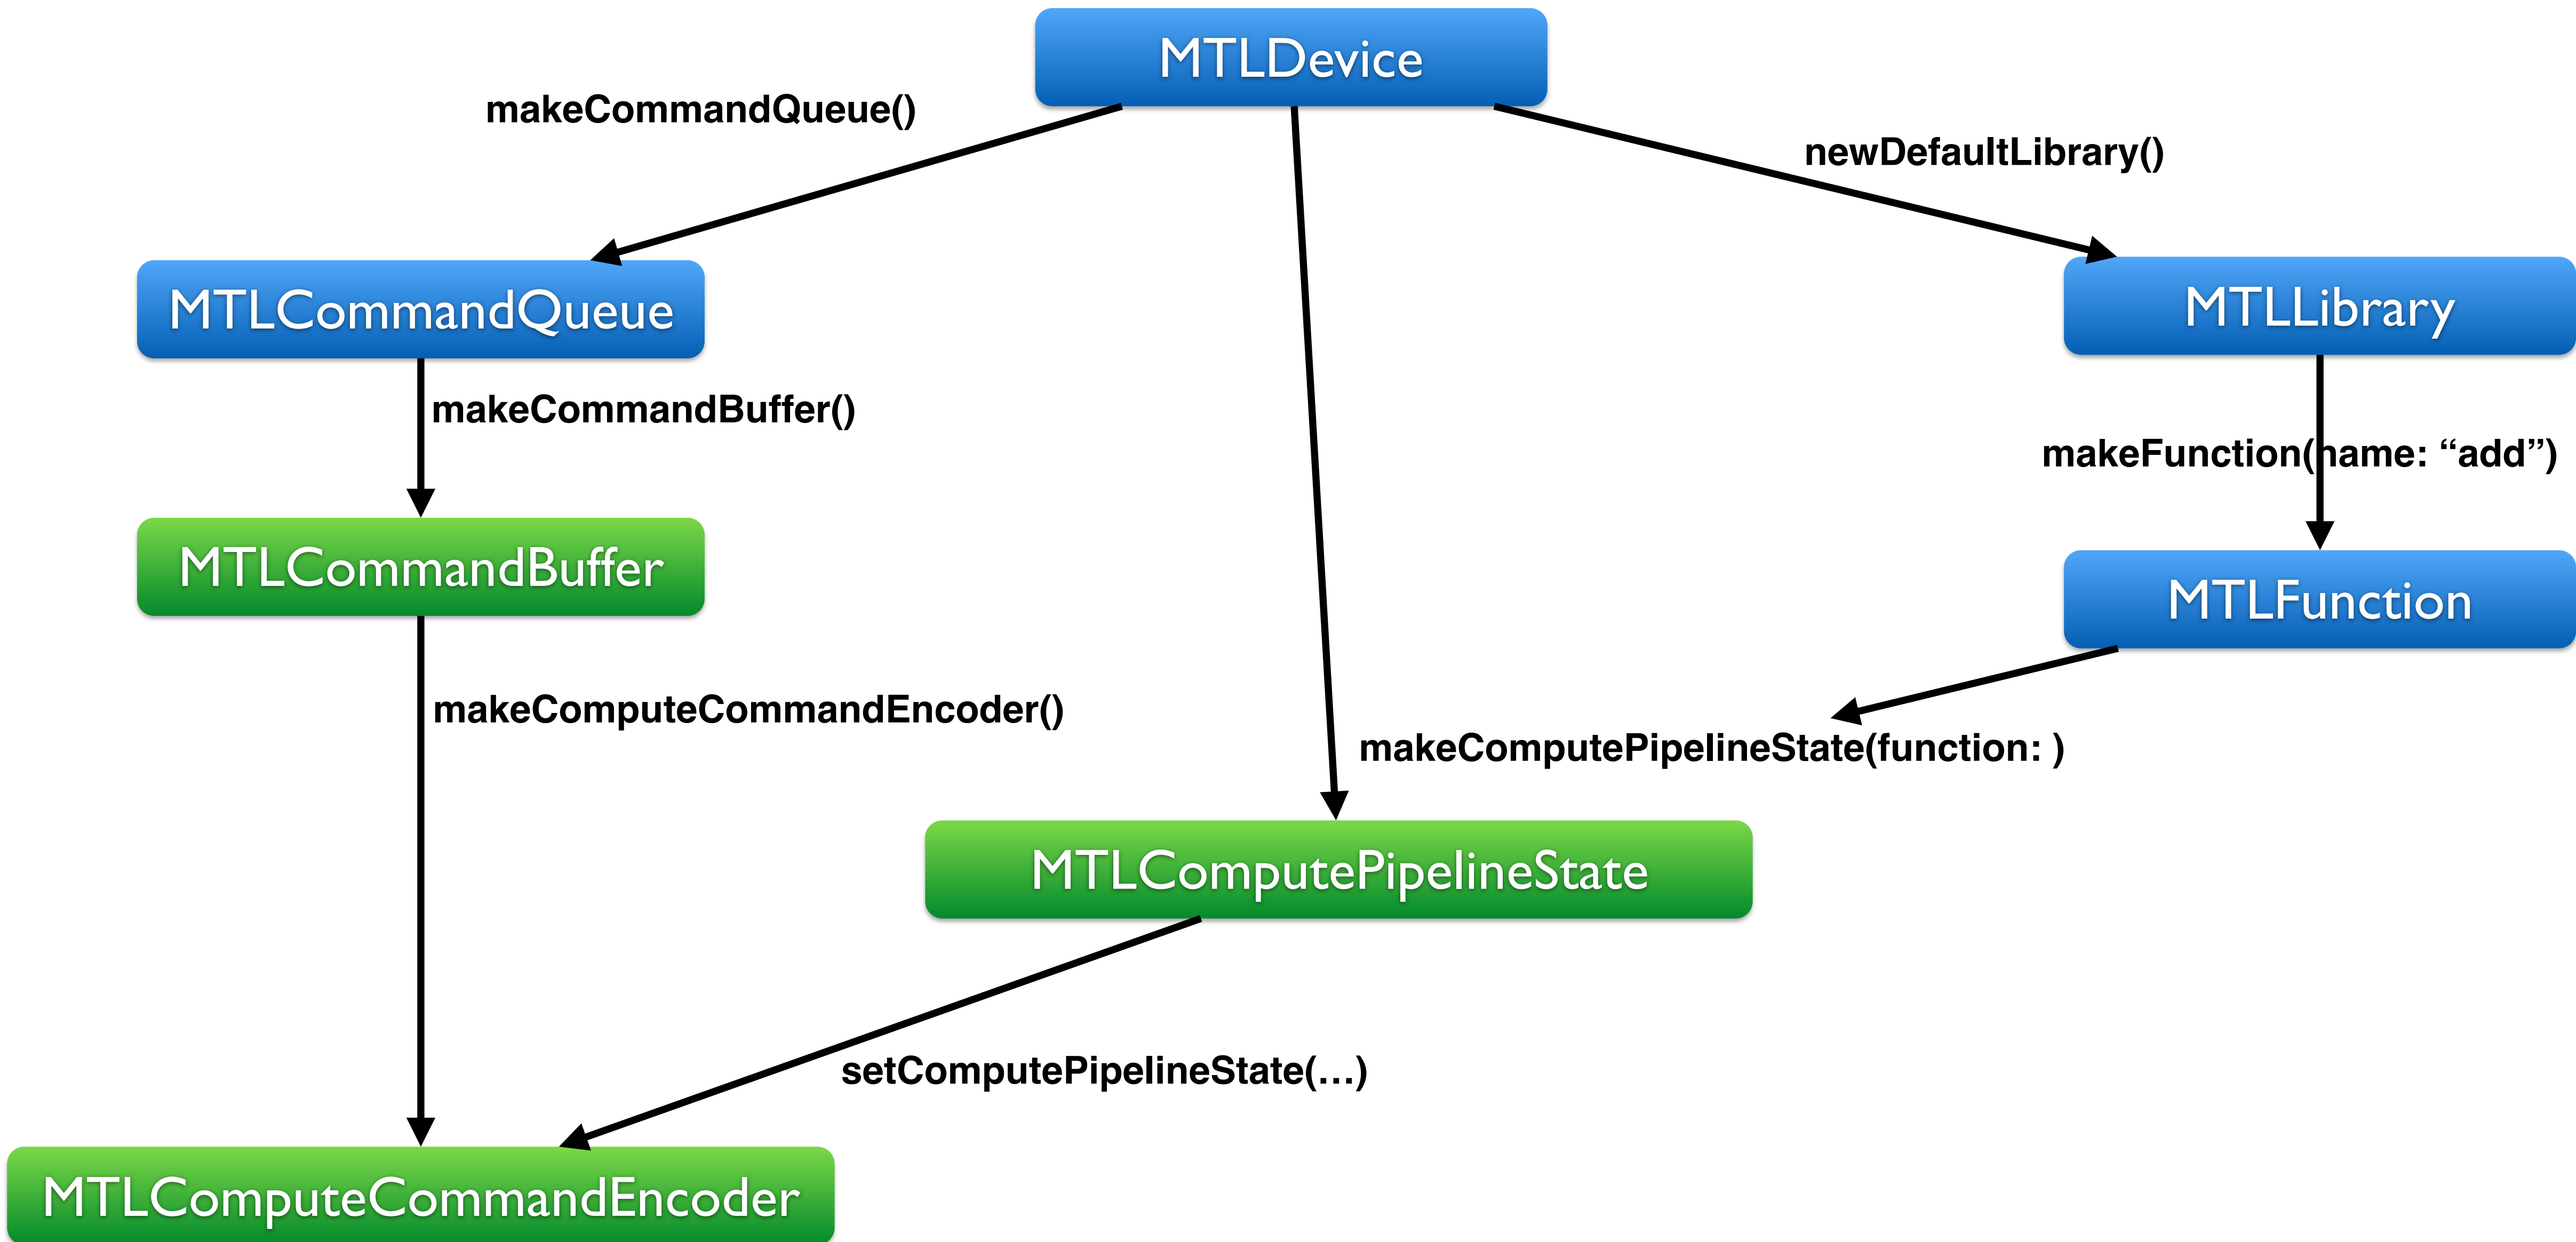 MTLDevice
makeCommandQueue()
newDefaultLibrary()
MTLCommandQueue
MTLLibrary
makeCommandBuffer()
makeFunction(name: “add”)
MTLCommandBuffer
MTLFunction
makeComputeCommandEncoder()
makeComputePipelineState(function: )
MTLComputePipelineState
setComputePipelineState(…)
MTLComputeCommandEncoder